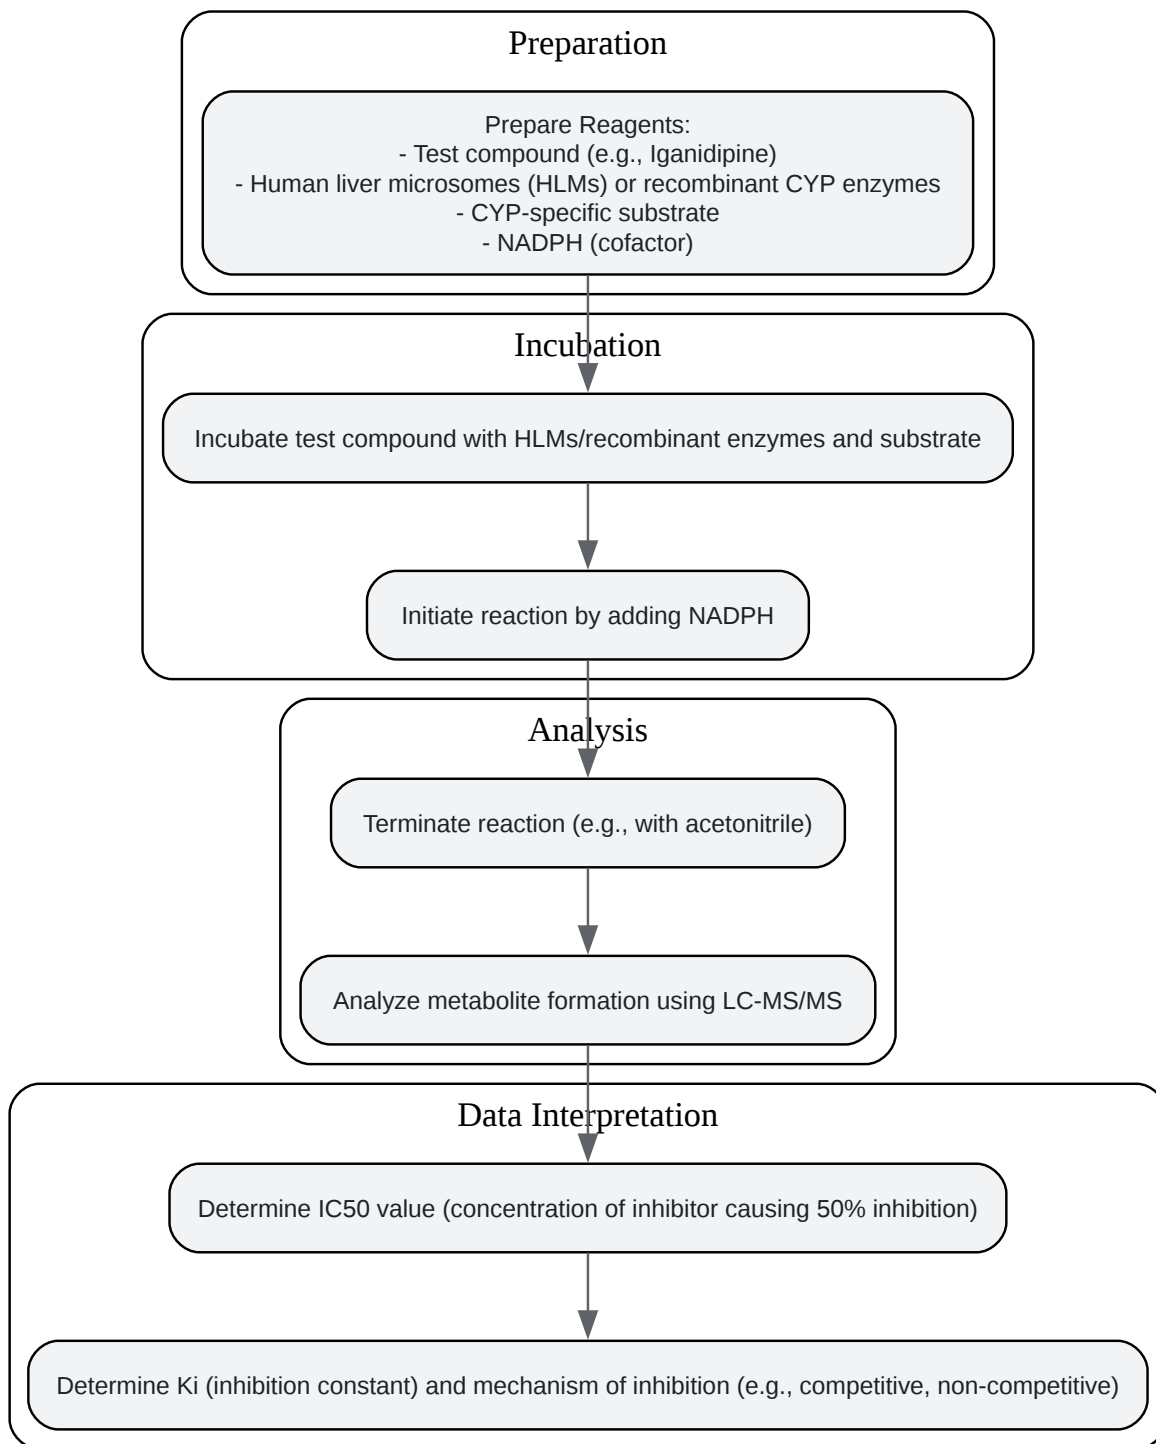 Preparation
Prepare Reagents:
- Test compound (e.g., Iganidipine)
- Human liver microsomes (HLMs) or recombinant CYP enzymes
- CYP-specific substrate
- NADPH (cofactor)
Incubation
Incubate test compound with HLMs/recombinant enzymes and substrate
Initiate reaction by adding NADPH
Analysis
Terminate reaction (e.g., with acetonitrile)
Analyze metabolite formation using LC-MS/MS
Data Interpretation
Determine IC50 value (concentration of inhibitor causing 50% inhibition)
Determine Ki (inhibition constant) and mechanism of inhibition (e.g., competitive, non-competitive)